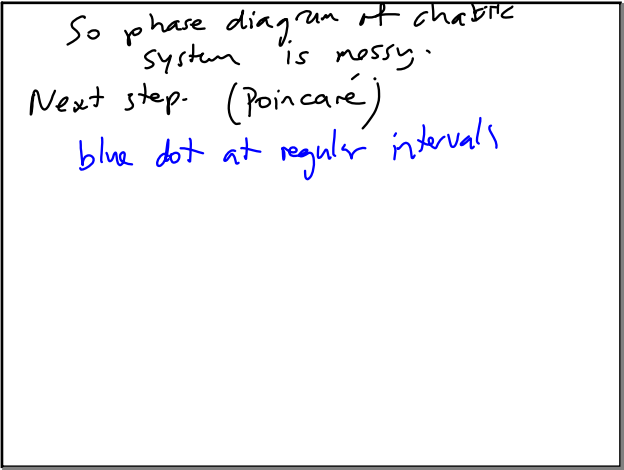 So phase diagram of chaotic
system is messy.
Next step. (Poincaré)
blue dot at regular intervals